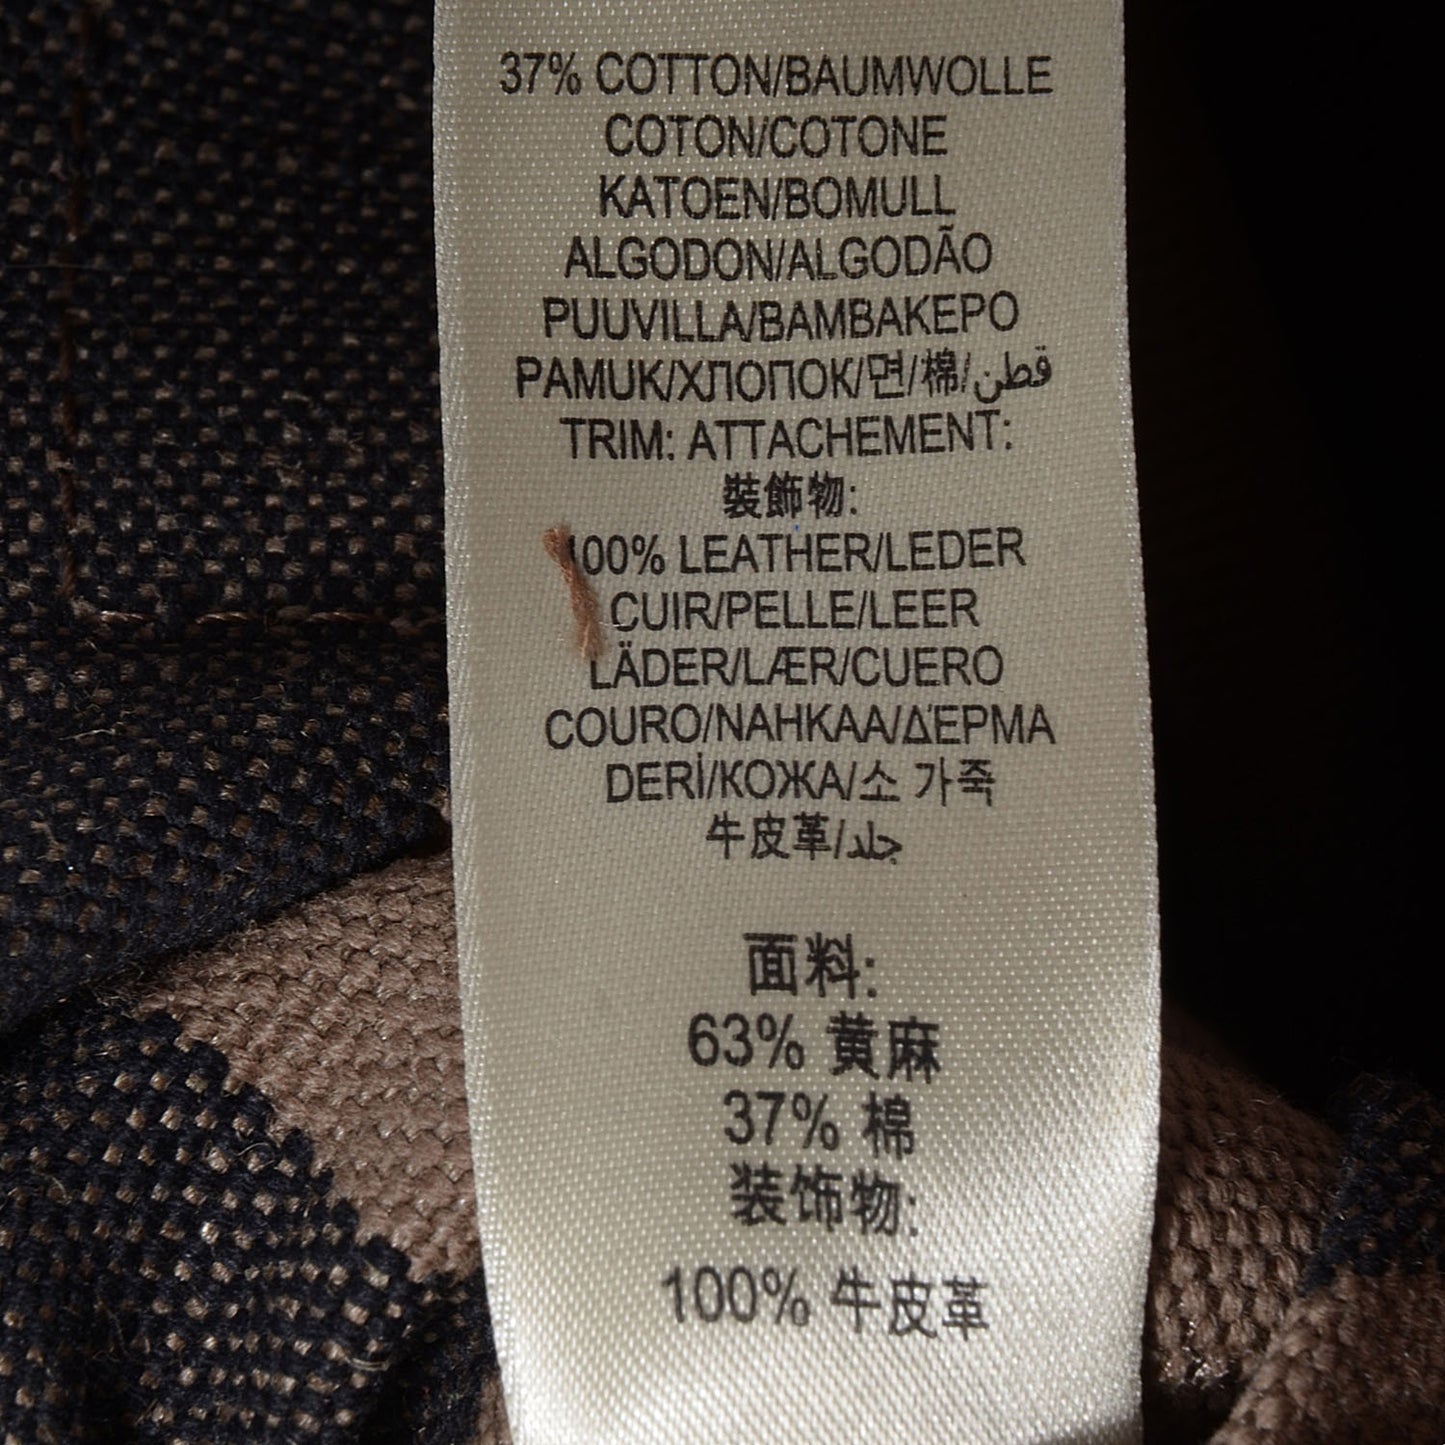 37% COTTON/BAUMWOLLE
COTON/COTONE
KATOEN/BOMULL
ALGODON/ALGODÃO
PUUVILLA/BAMBAKEPO
PAMUK/ХЛОПОК/면/棉/قطن
TRIM: ATTACHEMENT:
裝飾物:
100% LEATHER/LEDER
CUIR/PELLE/LEER
LÄDER/LÆR/CUERO
COURO/NAHKAA/ΔΈΡΜΑ
DERİ/КОЖА/소 가죽
牛皮革/جلد
面料:
63% 黄麻
37% 棉
装饰物:
100% 牛皮革